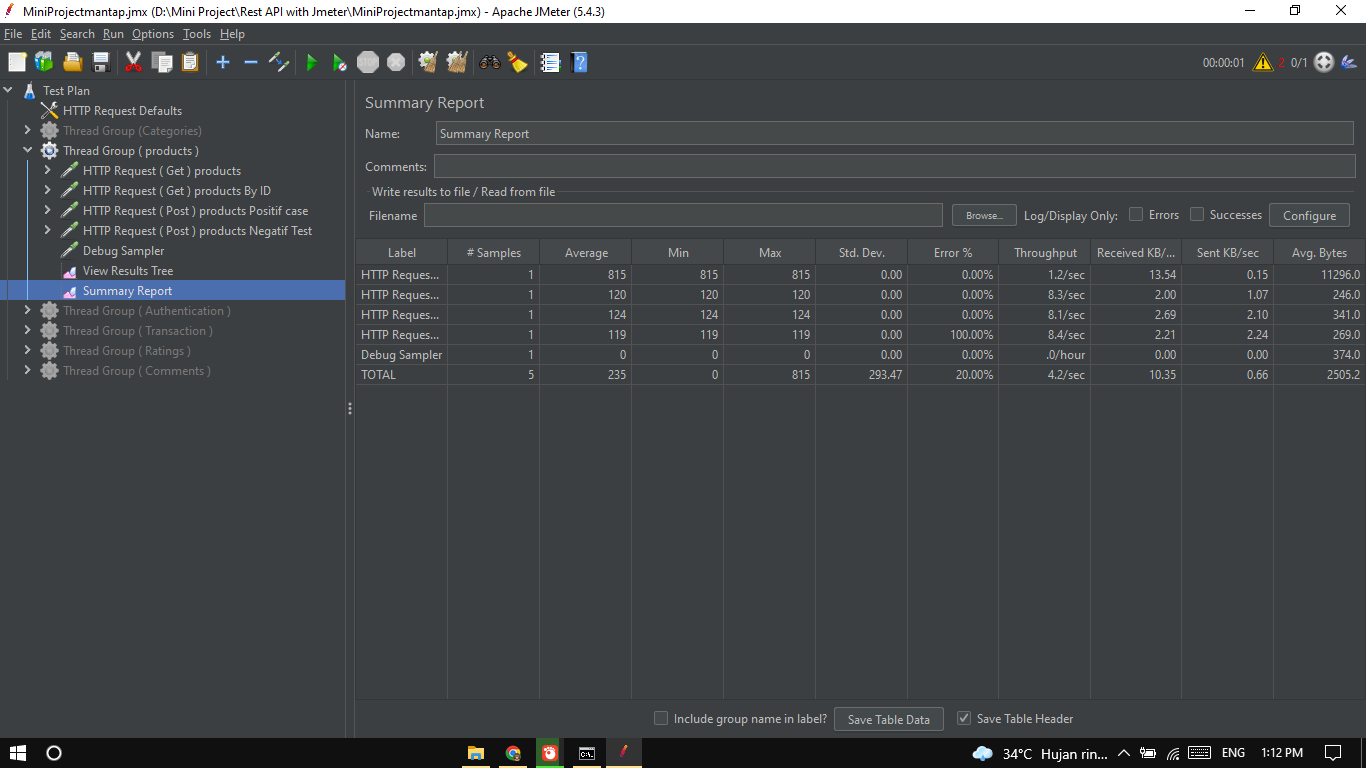 MiniProjectmantap.jmx (D:\Mini Project\Rest API with Jmeter\MiniProjectmantap.jmx) - Apache JMeter (5.4.3)
File Edit Search Run Options Tools Help
STOP 00:00:01 2 0/1
Test Plan
HTTP Request Defaults
Thread Group (Categories)
Thread Group ( products )
HTTP Request ( Get ) products
HTTP Request ( Get ) products By ID
HTTP Request ( Post ) products Positif case
HTTP Request ( Post ) products Negatif Test
Debug Sampler
View Results Tree
Summary Report
Thread Group ( Authentication )
Thread Group ( Transaction )
Thread Group ( Ratings )
Thread Group ( Comments )
Summary Report
Name: Summary Report
Comments:
Write results to file / Read from file
Filename Browse... Log/Display Only: Errors Successes Configure
Label # Samples Average Min Max Std. Dev. Error % Throughput Received KB/... Sent KB/sec Avg. Bytes
HTTP Reques... 1 815 815 815 0.00 0.00% 1.2/sec 13.54 0.15 11296.0
HTTP Reques... 1 120 120 120 0.00 0.00% 8.3/sec 2.00 1.07 246.0
HTTP Reques... 1 124 124 124 0.00 0.00% 8.1/sec 2.69 2.10 341.0
HTTP Reques... 1 119 119 119 0.00 100.00% 8.4/sec 2.21 2.24 269.0
Debug Sampler 1 0 0 0 0.00 0.00% .0/hour 0.00 0.00 374.0
TOTAL 5 235 0 815 293.47 20.00% 4.2/sec 10.35 0.66 2505.2
Include group name in label? Save Table Data Save Table Header
34°C Hujan rin... ENG 1:12 PM